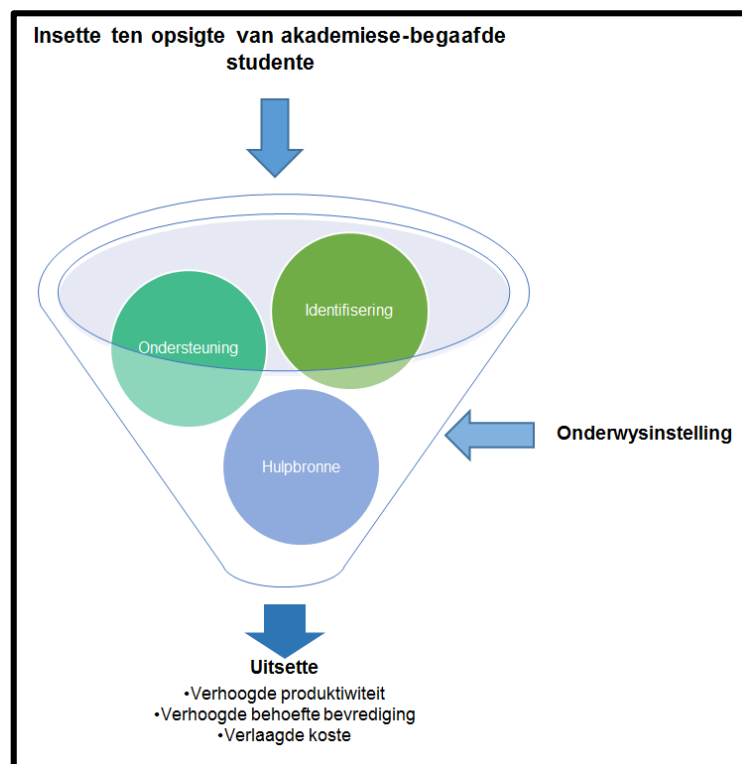 Insette ten opsigte van akademiese-begaafde
studente
Identifisering
Ondersteuning
Onderwysinstelling
Hulpbronne
Uitsette
•Verhoogde produktiwiteit
•Verhoogde behoefte bevrediging
•Verlaagde koste